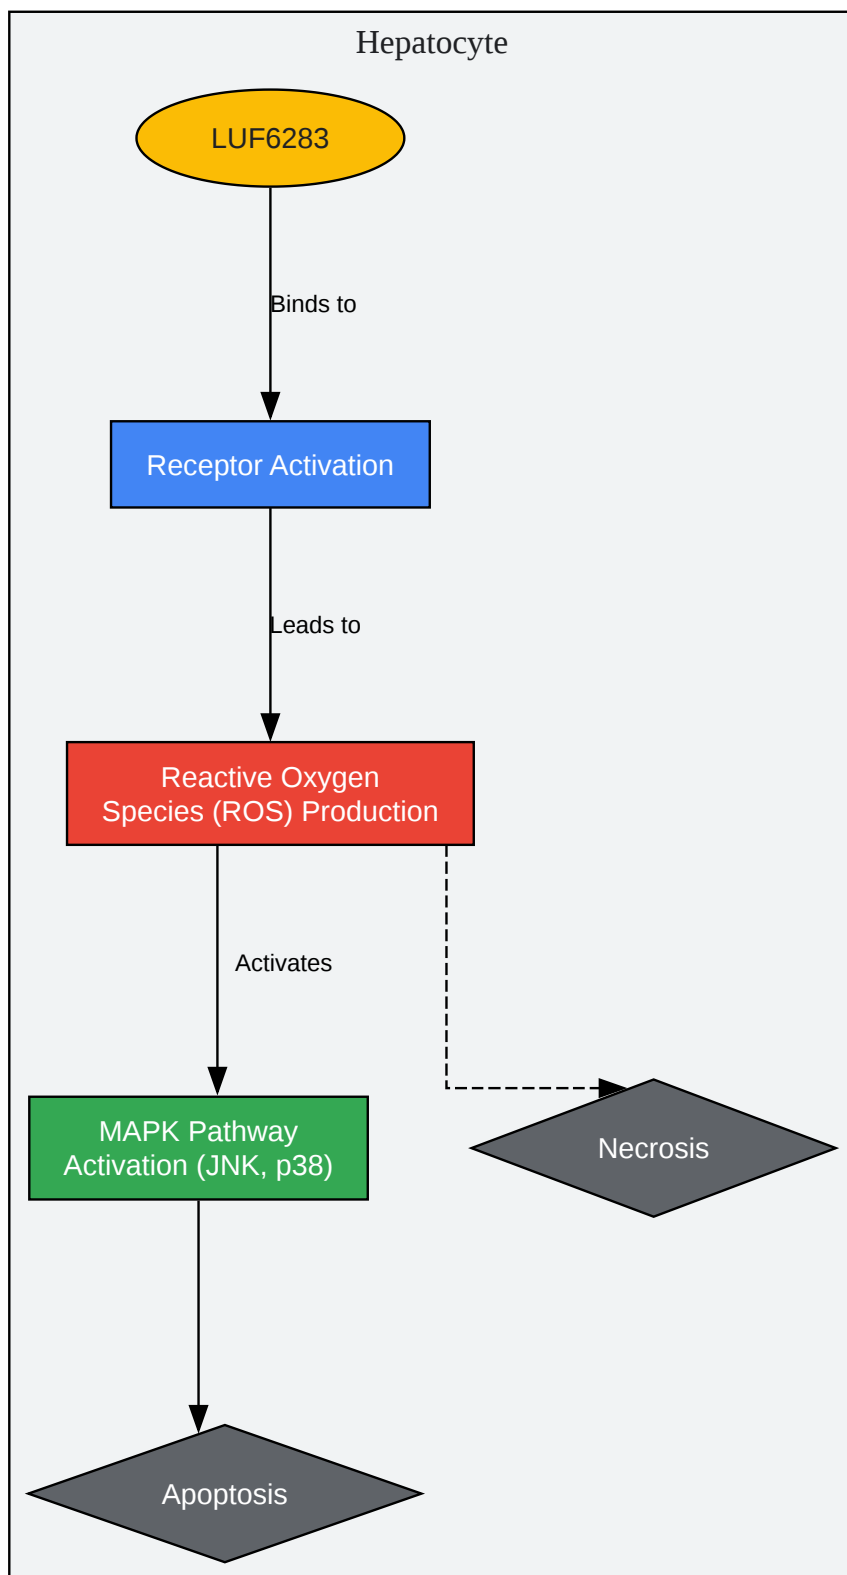 Hepatocyte
LUF6283
Binds to
Receptor Activation
Leads to
Reactive Oxygen
Species (ROS) Production
Activates
MAPK Pathway
Activation (JNK, p38)
Necrosis
Apoptosis